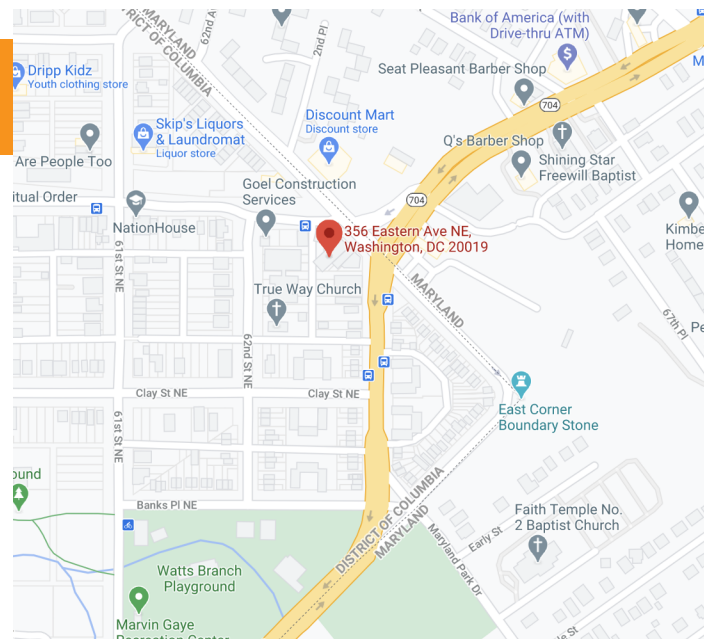 MARYLAND
DISTRICT OF COLUMBIA
62nd A
2nd Pl
Bank of America (with
Drive-thru ATM)
Dripp Kidz
Youth clothing store
Seat Pleasant Barber Shop
M
704
Skip's Liquors
& Laundromat
Liquor store
Discount Mart
Discount store
Q's Barber Shop
Shining Star
Freewill Baptist
Are People Too
itual Order
Goel Construction
Services
704
NationHouse
Kimbe
Home
356 Eastern Ave NE,
Washington, DC 20019
61st St NE
True Way Church
MARYLAND
67th Pl
Pe
62nd St NE
Clay St NE
Clay St NE
East Corner
Boundary Stone
61st St NE
ound
Banks Pl NE
DISTRICT OF COLUMBIA
MARYLAND
Faith Temple No.
2 Baptist Church
Early St
Maryland Park Dr
Watts Branch
Playground
Marvin Gaye
Recreation Center
le St